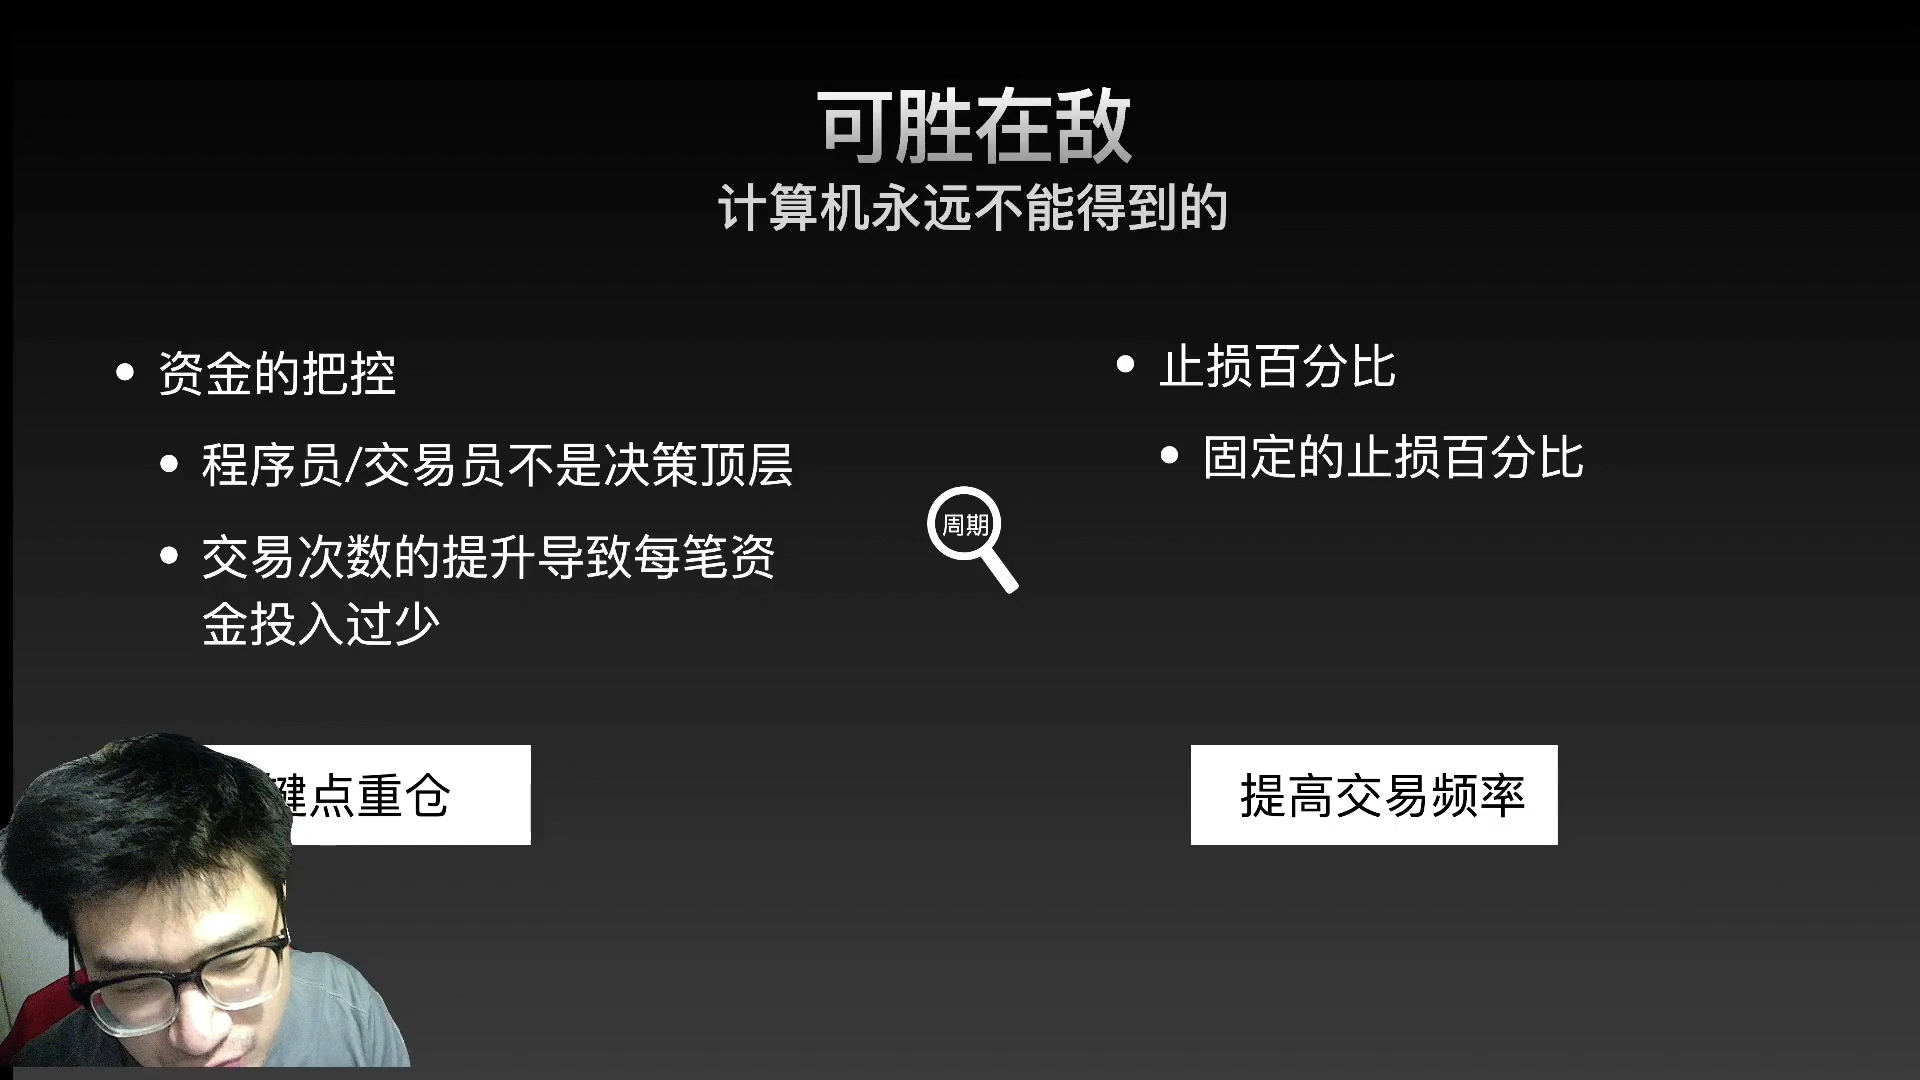 可胜在敌
计算机永远不能得到的
资金的把控
程序员/交易员不是决策顶层
交易次数的提升导致每笔资
金投入过少
周期
止损百分比
固定的止损百分比
键点重仓
提高交易频率